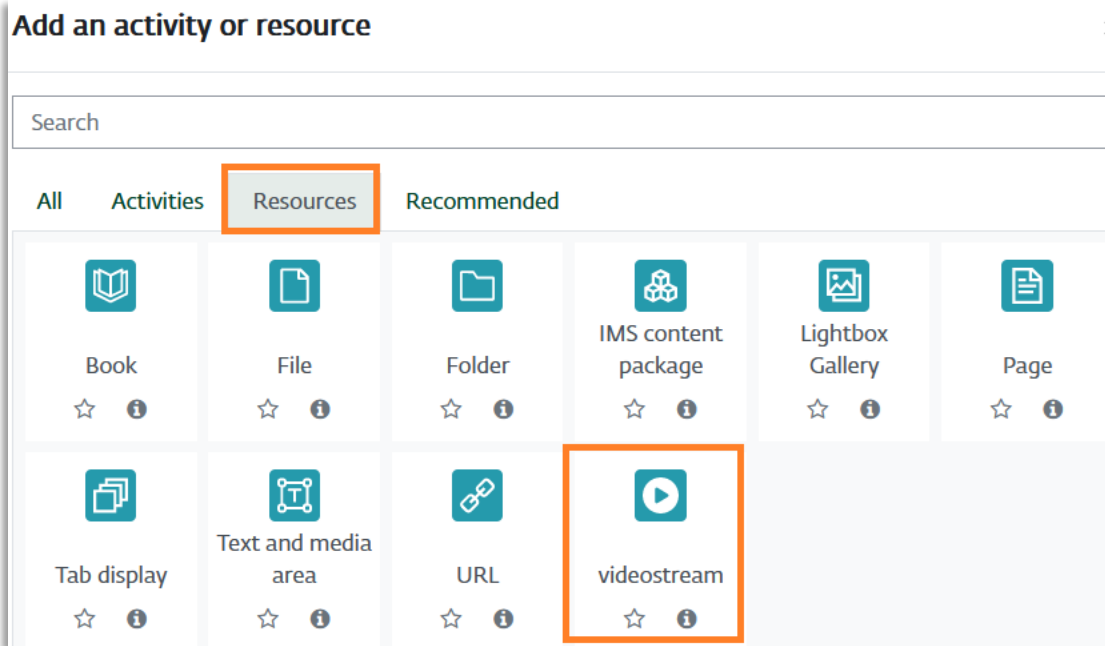 Add an activity or resource
Search
All Activities Resources Recommended
Book
File
Folder
IMS content
package
Lightbox
Gallery
Page
Tab display
Text and media
area
URL
videostream